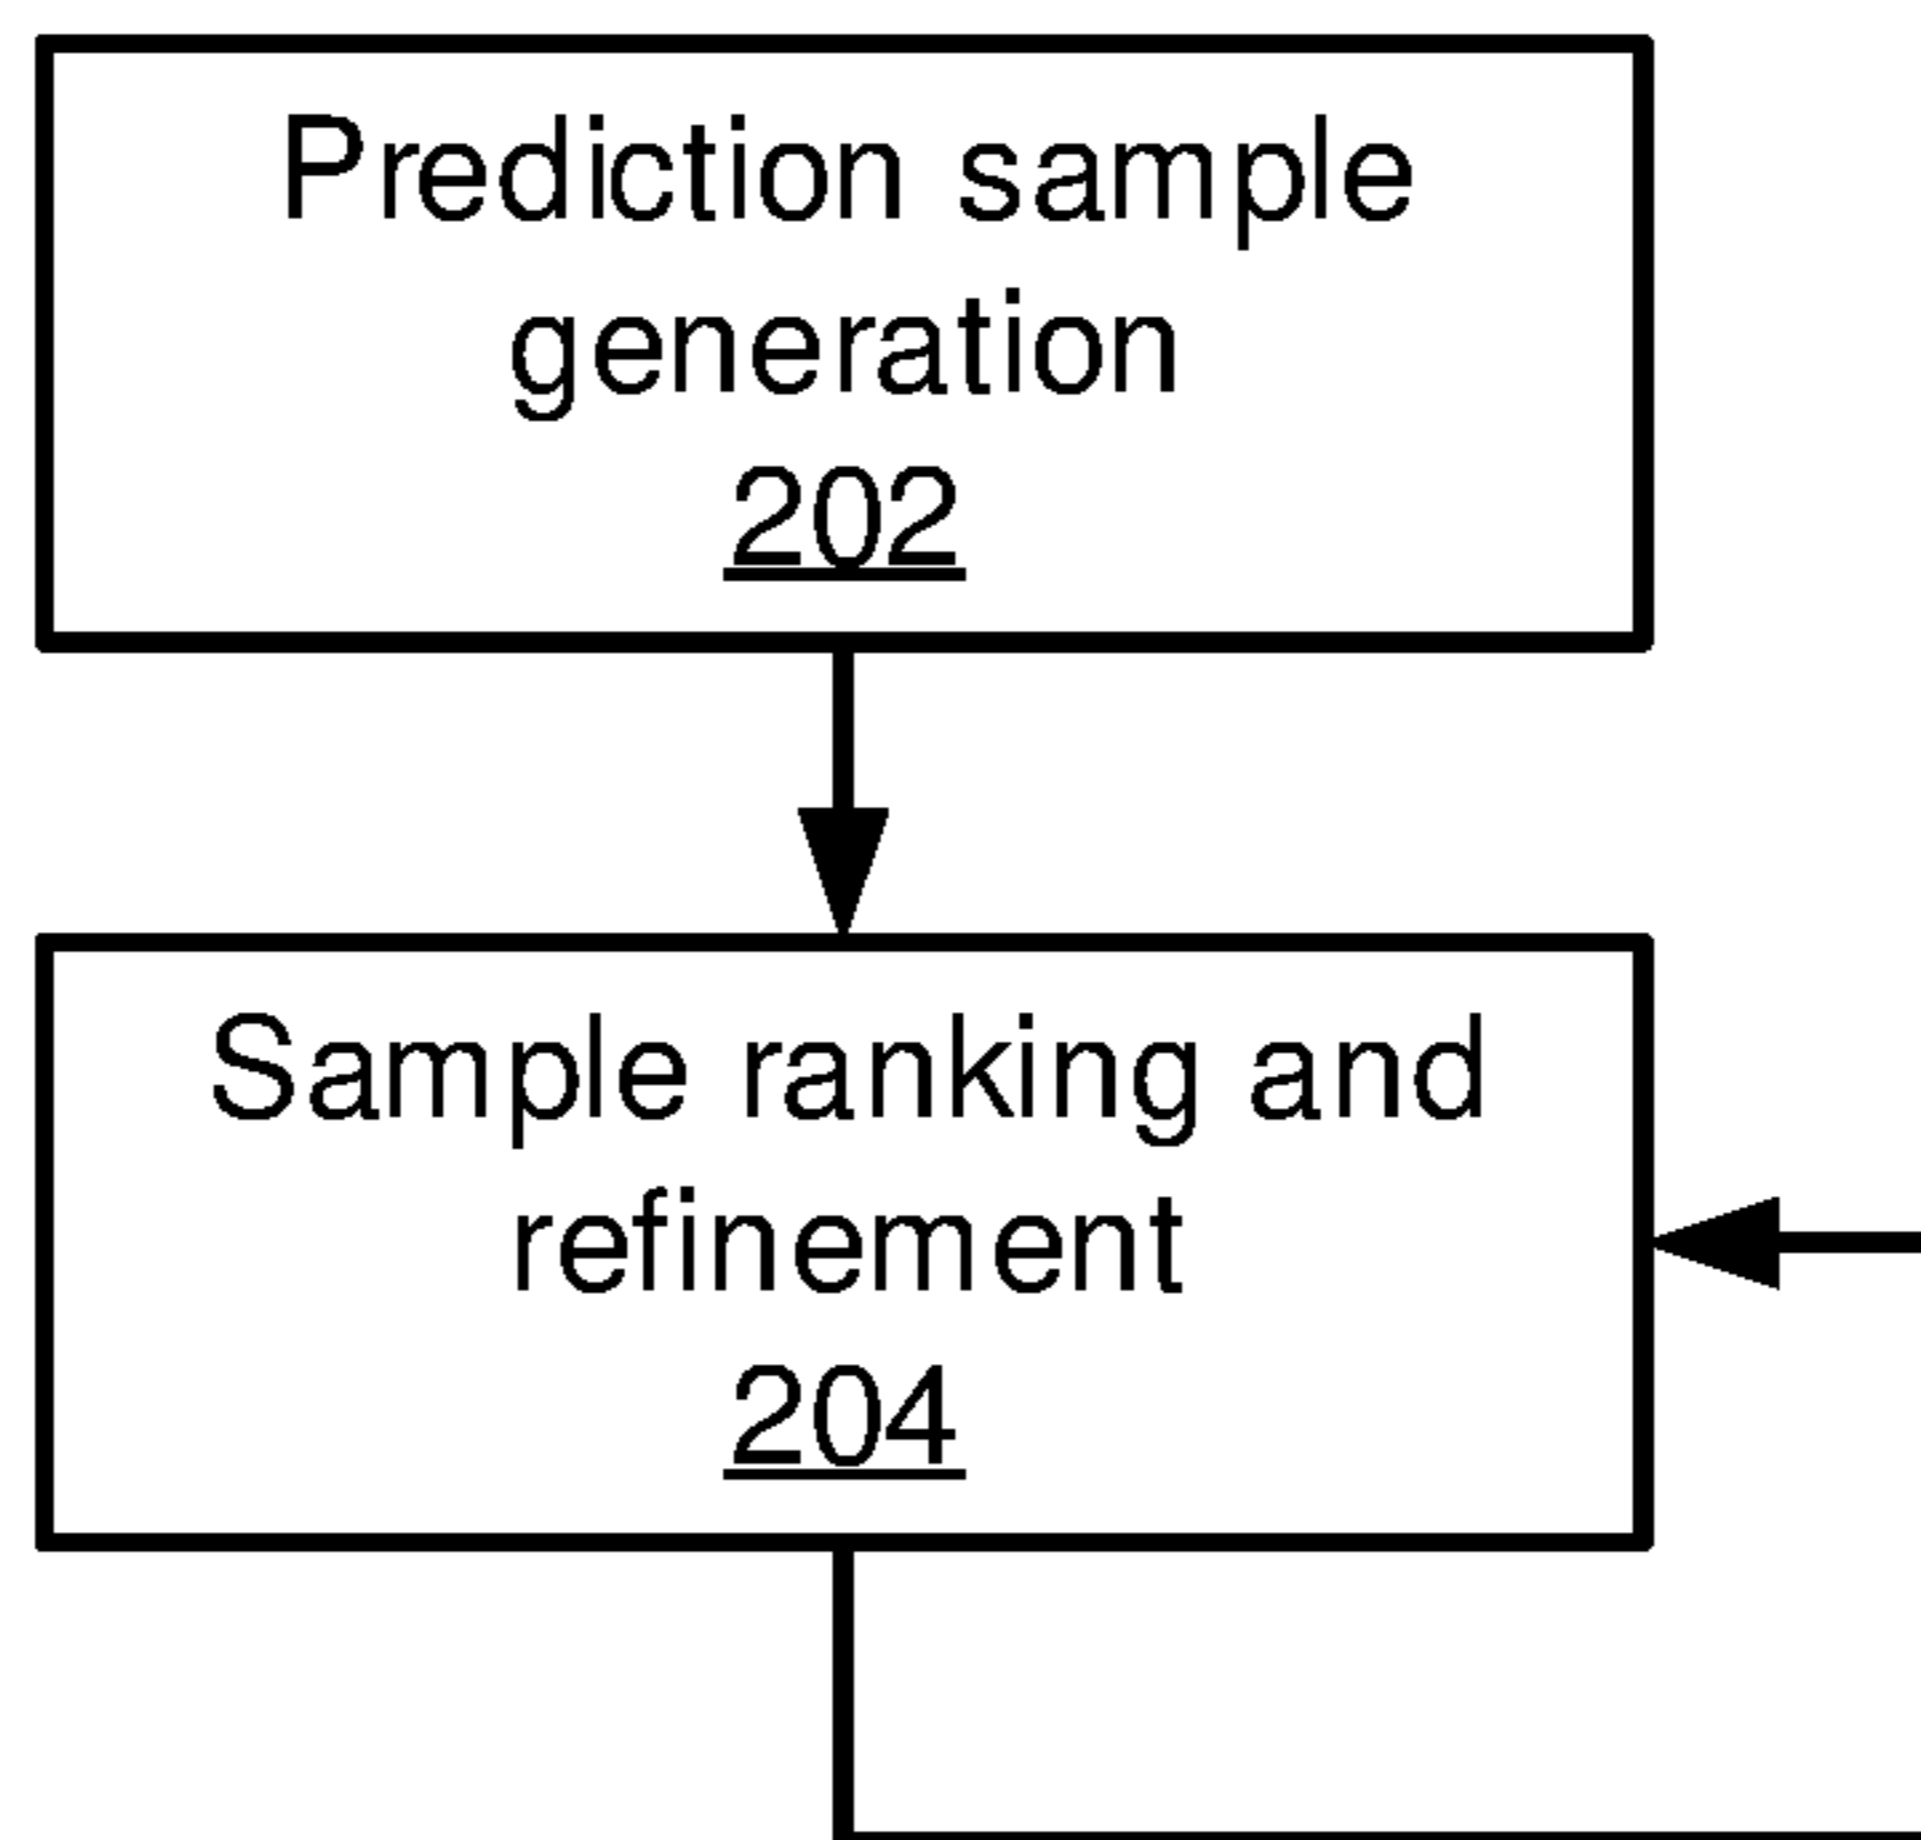 Prediction sample
generation
202
Sample ranking and
refinement
204